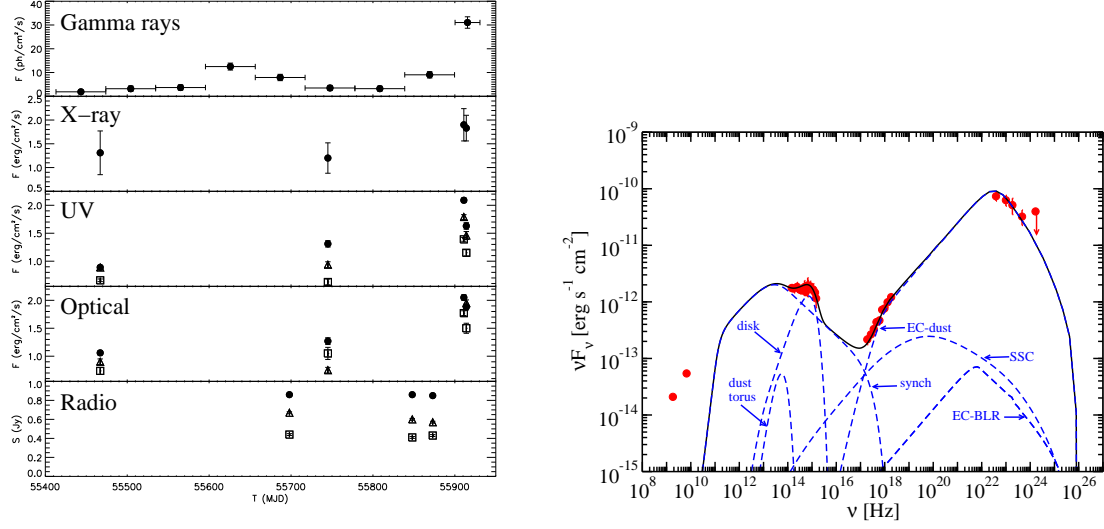 Gamma rays
F (ph/cm²/s)
40
30
20
10
0
X−ray
F (erg/cm²/s)
2.5
2.0
1.5
1.0
0.5
UV
F (erg/cm²/s)
2.0
1.5
1.0
Optical
F (erg/cm²/s)
2.0
1.5
1.0
Radio
S (Jy)
1.0
0.8
0.6
0.4
0.2
0.0
55400 55500 55600 55700 55800 55900
T (MJD)
νFν [erg s⁻¹ cm⁻²]
10⁻⁹
10⁻¹⁰
10⁻¹¹
10⁻¹²
10⁻¹³
10⁻¹⁴
10⁻¹⁵
disk
dust
torus
EC-dust
SSC
synch
EC-BLR
10⁸ 10¹⁰ 10¹² 10¹⁴ 10¹⁶ 10¹⁸ 10²⁰ 10²² 10²⁴ 10²⁶
ν [Hz]